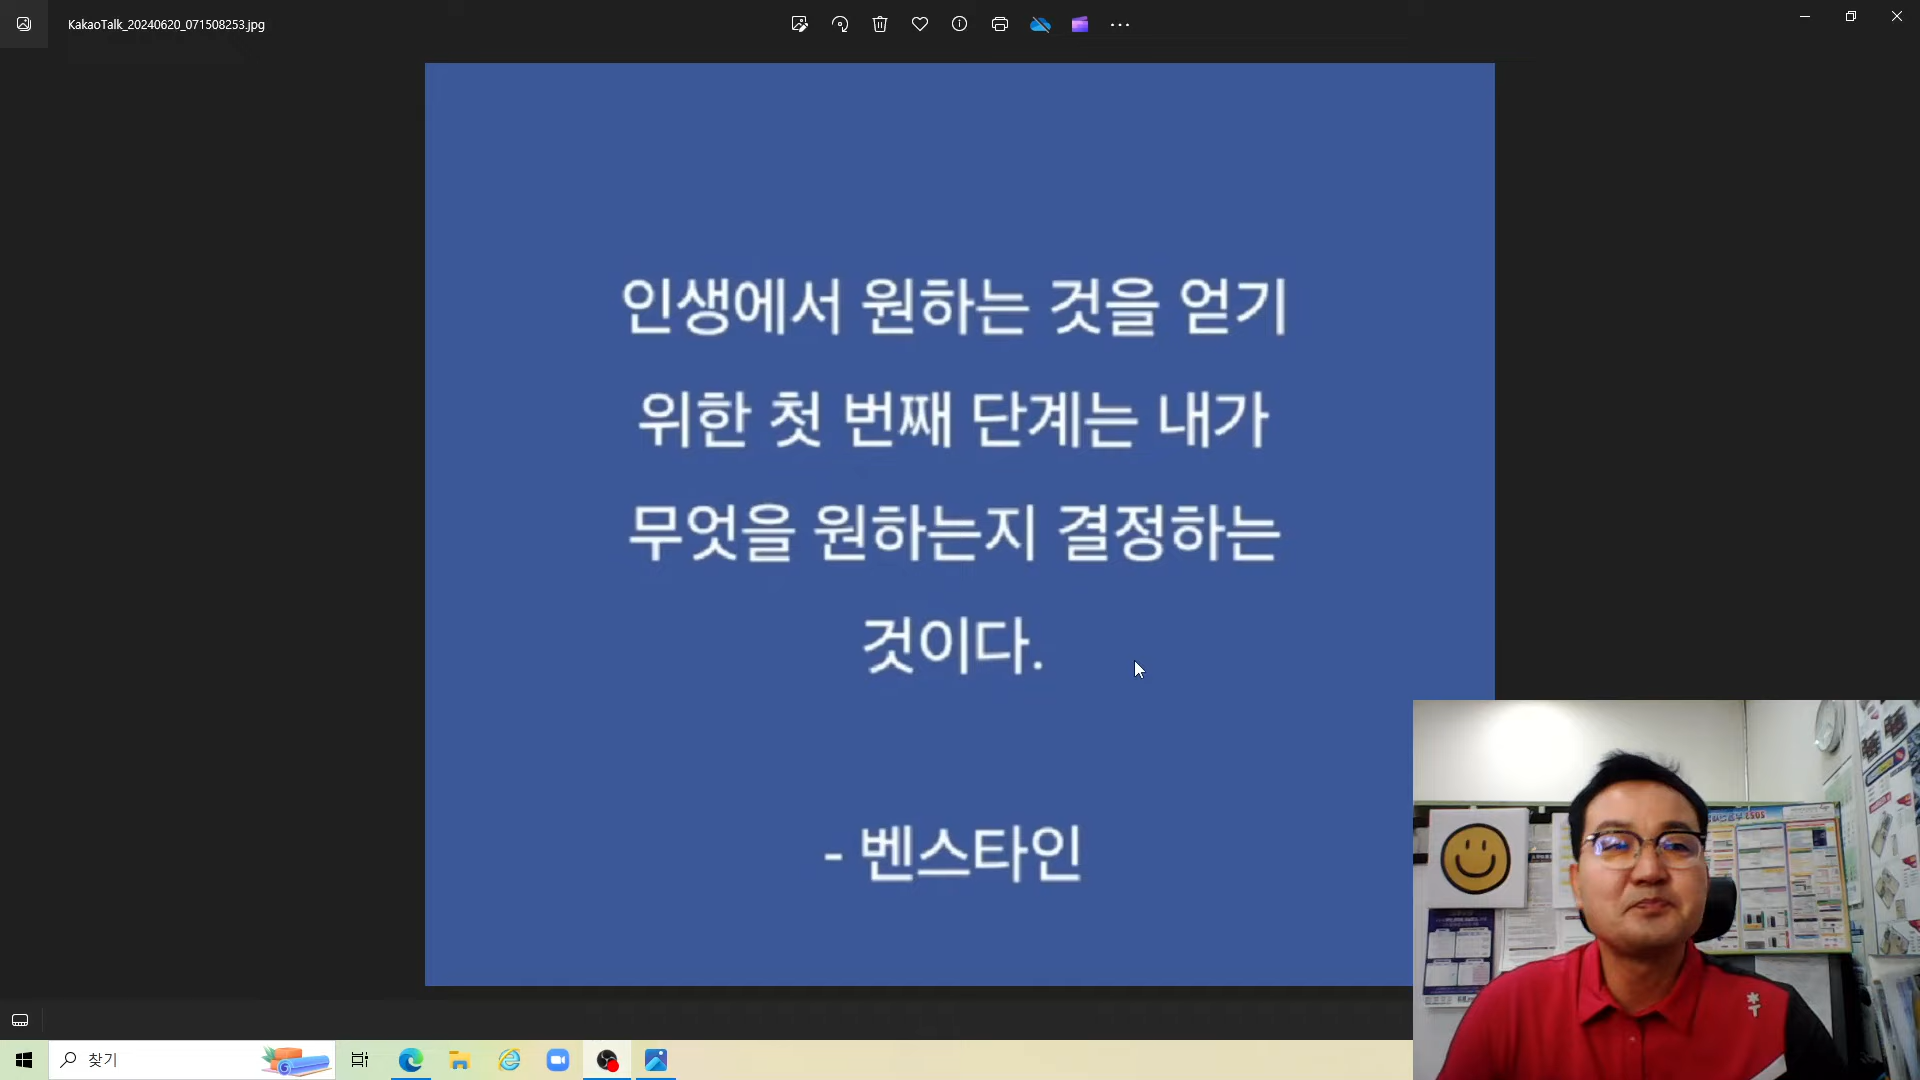 KakaoTalk_20240620_071508253.jpg
인생에서 원하는 것을 얻기
위한 첫 번째 단계는 내가
무엇을 원하는지 결정하는
것이다.
- 벤스타인
찾기